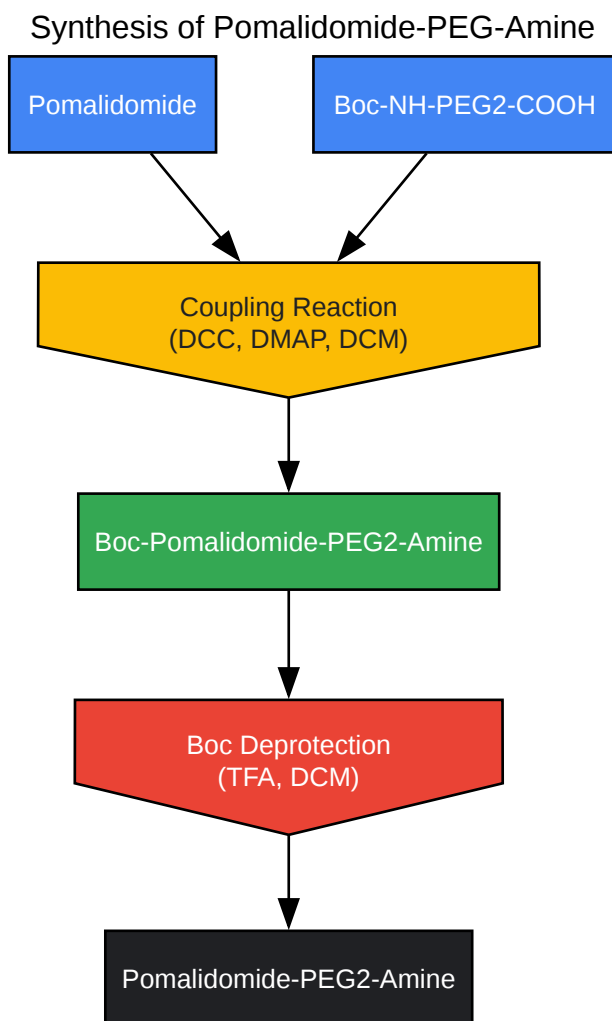 Synthesis of Pomalidomide-PEG-Amine
Pomalidomide
Boc-NH-PEG2-COOH
Coupling Reaction
(DCC, DMAP, DCM)
Boc-Pomalidomide-PEG2-Amine
Boc Deprotection
(TFA, DCM)
Pomalidomide-PEG2-Amine